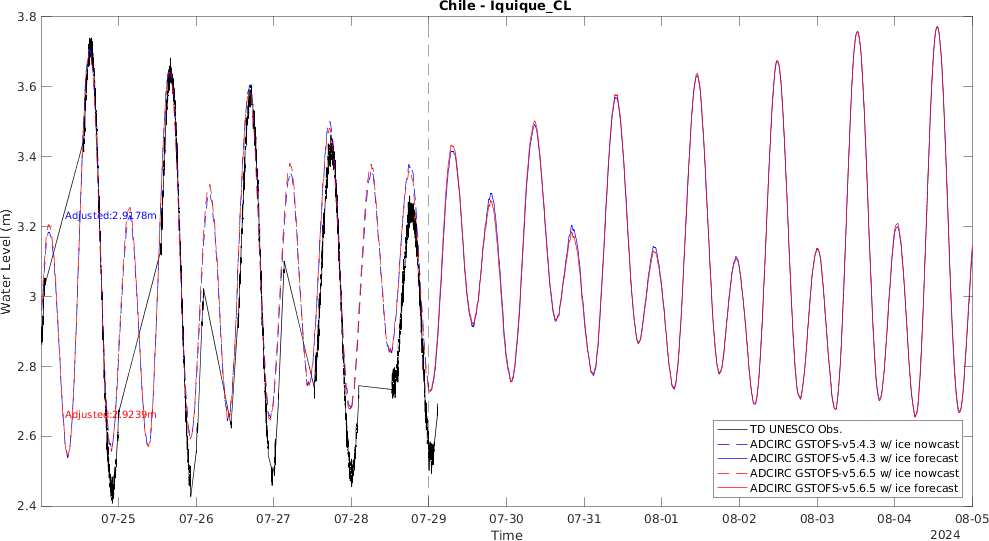 Chile - Iquique_CL
3.8
3.6
3.4
3.2
3
2.8
2.6
2.4
Water Level (m)
Adjusted:2.9178m
Adjusted:2.9239m
TD UNESCO Obs.
ADCIRC GSTOFS-v5.4.3 w/ ice nowcast
ADCIRC GSTOFS-v5.4.3 w/ ice forecast
ADCIRC GSTOFS-v5.6.5 w/ ice nowcast
ADCIRC GSTOFS-v5.6.5 w/ ice forecast
07-25 07-26 07-27 07-28 07-29 07-30 07-31 08-01 08-02 08-03 08-04 08-05
Time
2024